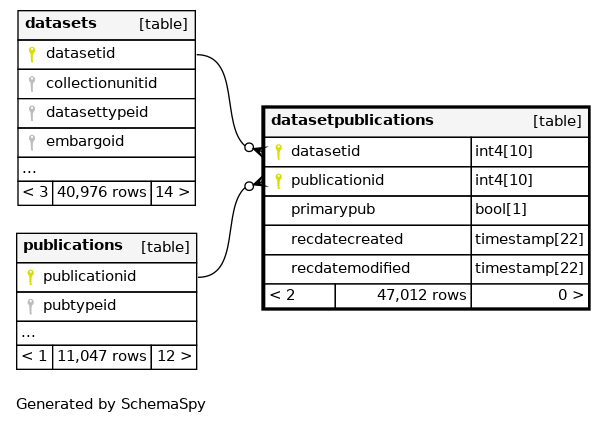 datasets [table]
datasetid
collectionunitid
datasettypeid
embargoid
...
< 3 40,976 rows 14 >
publications [table]
publicationid
pubtypeid
...
< 1 11,047 rows 12 >
datasetpublications [table]
datasetid int4[10]
publicationid int4[10]
primarypub bool[1]
recdatecreated timestamp[22]
recdatemodified timestamp[22]
< 2 47,012 rows 0 >
Generated by SchemaSpy